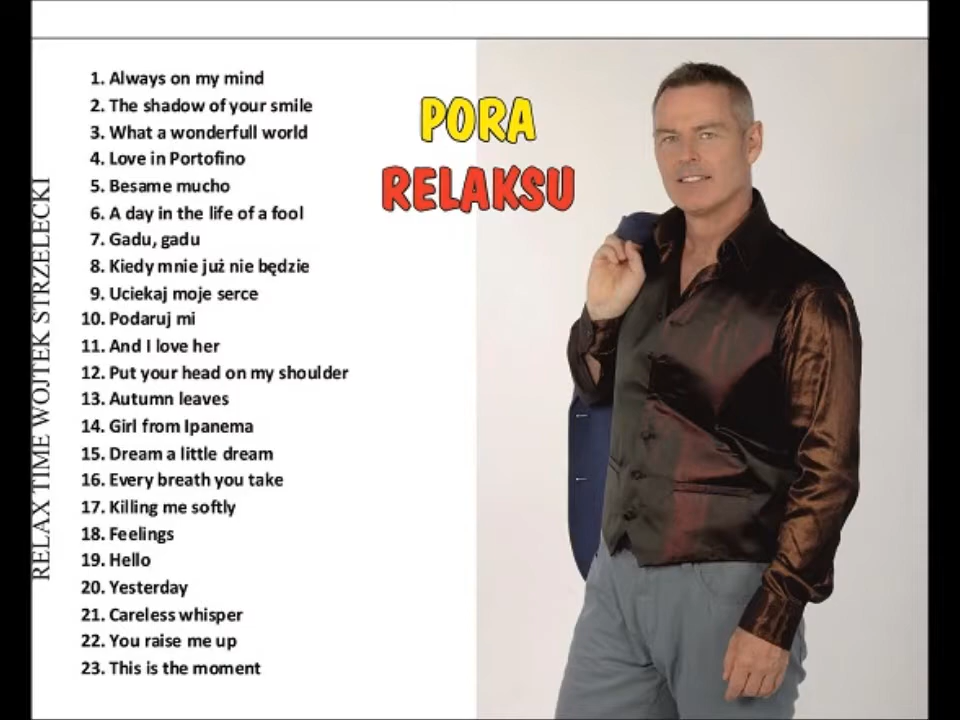 RELAX TIME WOJTEK STRZELECKI
1. Always on my mind
2. The shadow of your smile
3. What a wonderfull world
4. Love in Portofino
5. Besame mucho
6. A day in the life of a fool
7. Gadu, gadu
8. Kiedy mnie już nie będzie
9. Uciekaj moje serce
10. Podaruj mi
11. And I love her
12. Put your head on my shoulder
13. Autumn leaves
14. Girl from Ipanema
15. Dream a little dream
16. Every breath you take
17. Killing me softly
18. Feelings
19. Hello
20. Yesterday
21. Careless whisper
22. You raise me up
23. This is the moment
PORA
RELAKSU